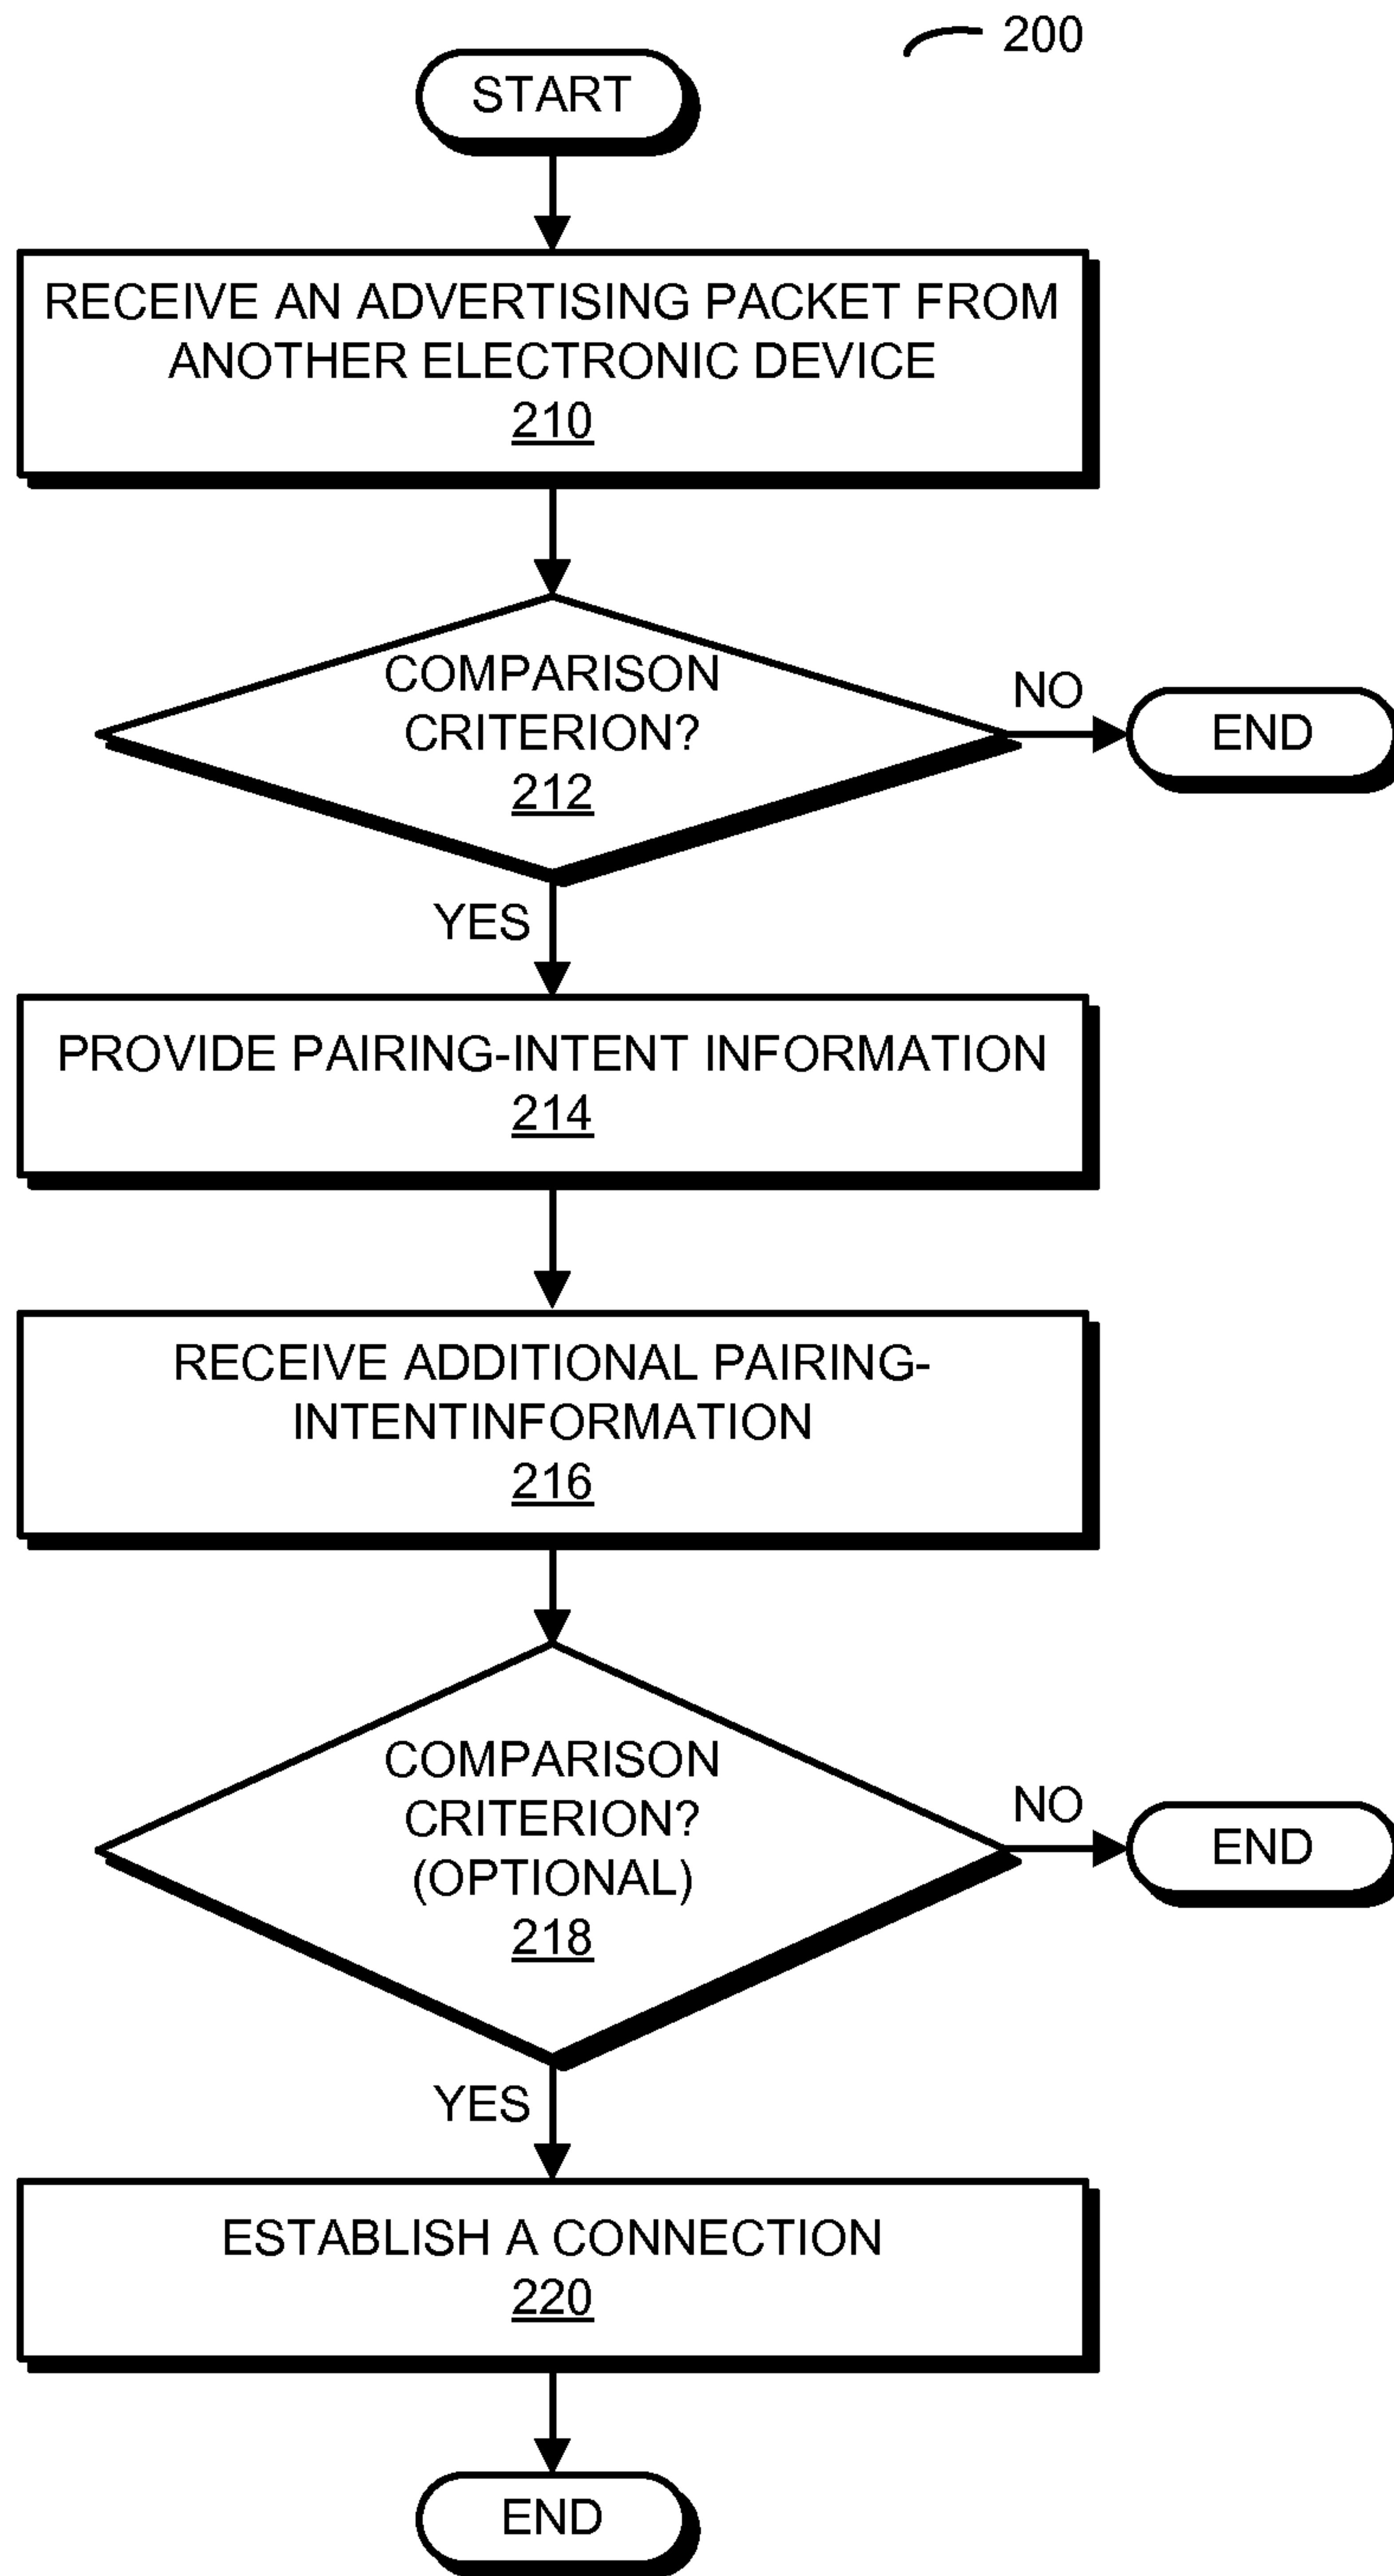 200
START
RECEIVE AN ADVERTISING PACKET FROM
ANOTHER ELECTRONIC DEVICE
210
COMPARISON
CRITERION?
212
NO
END
YES
PROVIDE PAIRING-INTENT INFORMATION
214
RECEIVE ADDITIONAL PAIRING-
INTENTINFORMATION
216
COMPARISON
CRITERION?
(OPTIONAL)
218
NO
END
YES
ESTABLISH A CONNECTION
220
END